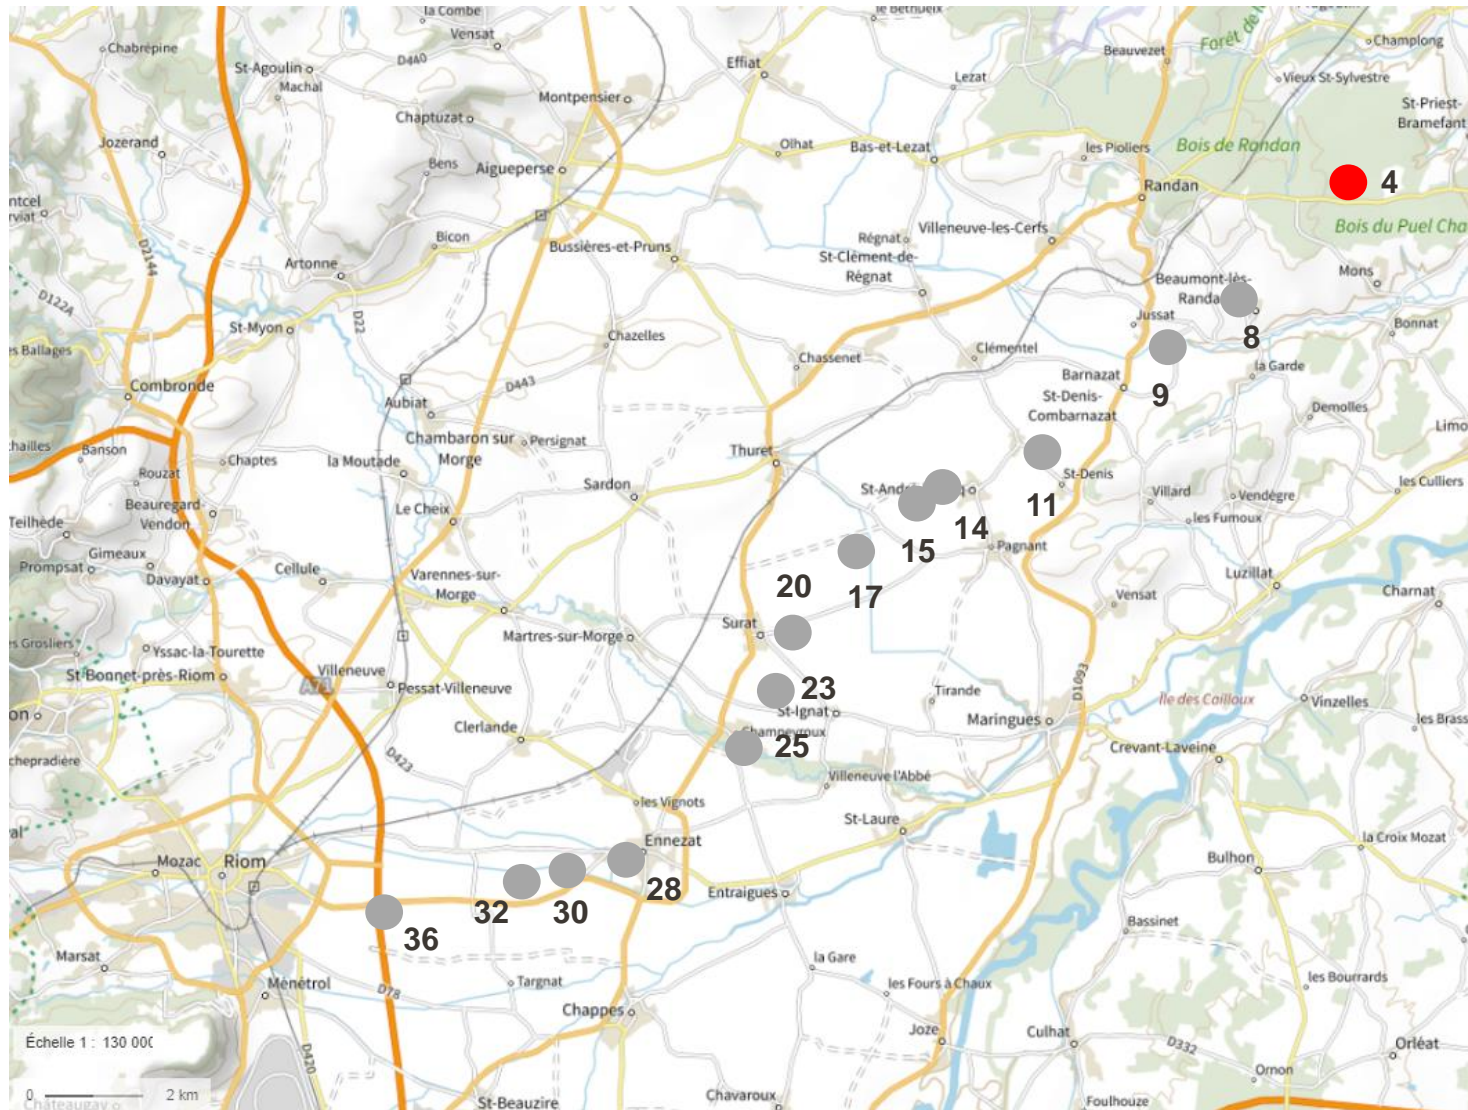 la Combe
Vensat
Chabrépine
D440
St-Agoulin
Machal
Effiat
Lezat
Beauvezet
Champlong
Vieux St-Sylvestre
Montpensier
Chaptuzat
St-Priest-
Bramefant
Jozerand
Bens
Aigueperse
Olhat
Bas-et-Lezat
les Pioliers
Bois de Randan
Randan
4
Bois du Puel Cha
D2144
Bicon
Bussières-et-Pruns
Régnat
St-Clément-de-
Régnat
Villeneuve-les-Cerfs
Artonne
D122A
D22
St-Myon
Beaumont-lès-
Mons
Jussat
8
Bonnat
Chazelles
Chassenet
Clémentel
la Garde
Combronde
D443
Aubiat
Barnazat
9
St-Denis-
Combarnazat
Demolles
Chambaron sur
Morge
Persignat
Banson
Chaptes
la Moutade
Thuret
Rouzat
Sardon
St-Denis
les Culliers
Beauregard-
Vendon
Le Cheix
11
Villard
Vendègre
Teilhède
14
les Fumoux
Gimeaux
15
Pagnant
Prompsat
Davayat
Cellule
Varennes-sur-
Morge
20
17
Luzillat
Vensat
Charnat
Surat
Martres-sur-Morge
Yssac-la-Tourette
St-Bonnet-près-Riom
Villeneuve
A71
Pessat-Villeneuve
23
Tirande
D1093
Île des Cailloux
Vinzelles
St-Ignat
Maringues
Clerlande
Champeyroux
25
Crevant-Laveine
D423
Villeneuve l'Abbé
les Vignots
St-Laure
Ennezat
la Croix Mozat
Mozac
Riom
Bulhon
28
Entraigues
32
30
36
Bassinet
Marsat
la Gare
Ménétrol
D78
Targnat
les Fours à Chaux
les Bourrards
Chappes
Échelle 1 : 130 000
D420
Joze
Culhat
D332
Orléat
Ornon
0
2 km
Châteaugay
St-Beauzire
Chavaroux
Foulhouze